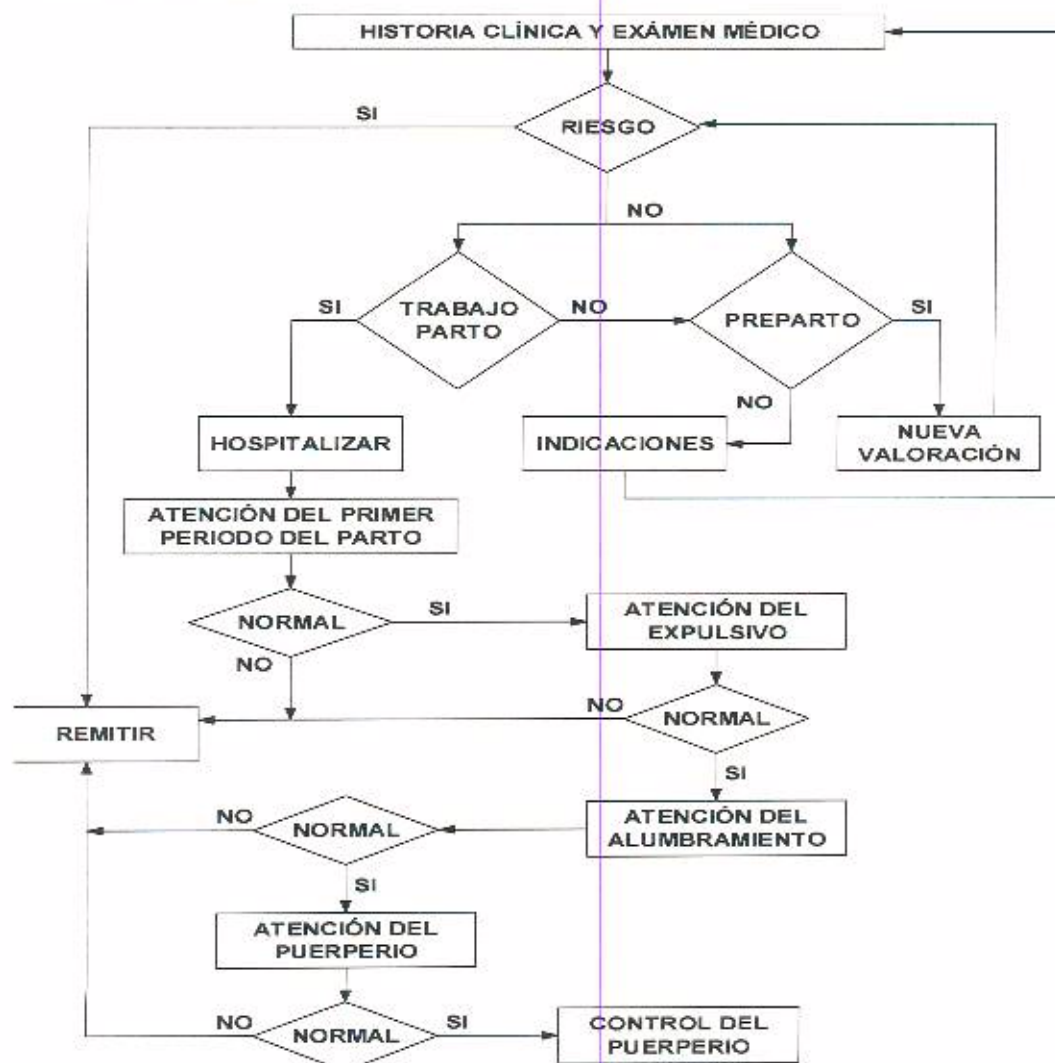 HISTORIA CLÍNICA Y EXÁMEN MÉDICO
SI
RIESGO
NO
SI
TRABAJO
PARTO
NO
PREPARTO
SI
NO
HOSPITALIZAR
INDICACIONES
NUEVA
VALORACIÓN
ATENCIÓN DEL PRIMER
PERIODO DEL PARTO
NORMAL
SI
ATENCIÓN DEL
EXPULSIVO
NO
REMITIR
NO
NORMAL
SI
NO
NORMAL
ATENCIÓN DEL
ALUMBRAMIENTO
SI
ATENCIÓN DEL
PUERPERIO
NO
NORMAL
SI
CONTROL DEL
PUERPERIO